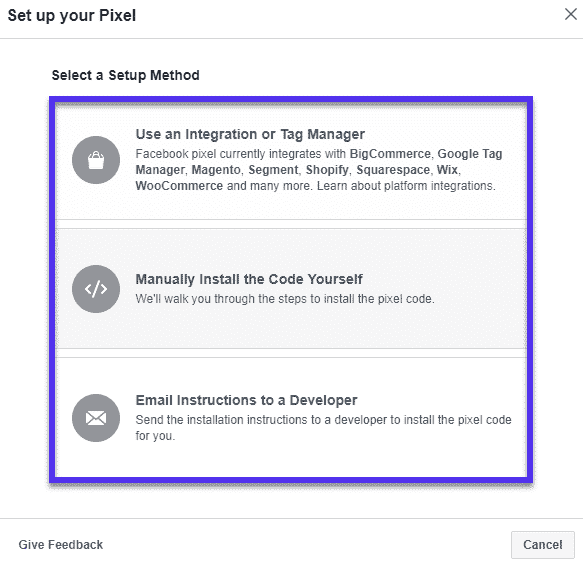 Set up your Pixel
Select a Setup Method
Use an Integration or Tag Manager
Facebook pixel currently integrates with BigCommerce, Google Tag
Manager, Magento, Segment, Shopify, Squarespace, Wix,
WooCommerce and many more. Learn about platform integrations.
Manually Install the Code Yourself
We'll walk you through the steps to install the pixel code.
Email Instructions to a Developer
Send the installation instructions to a developer to install the pixel code
for you.
Give Feedback
Cancel